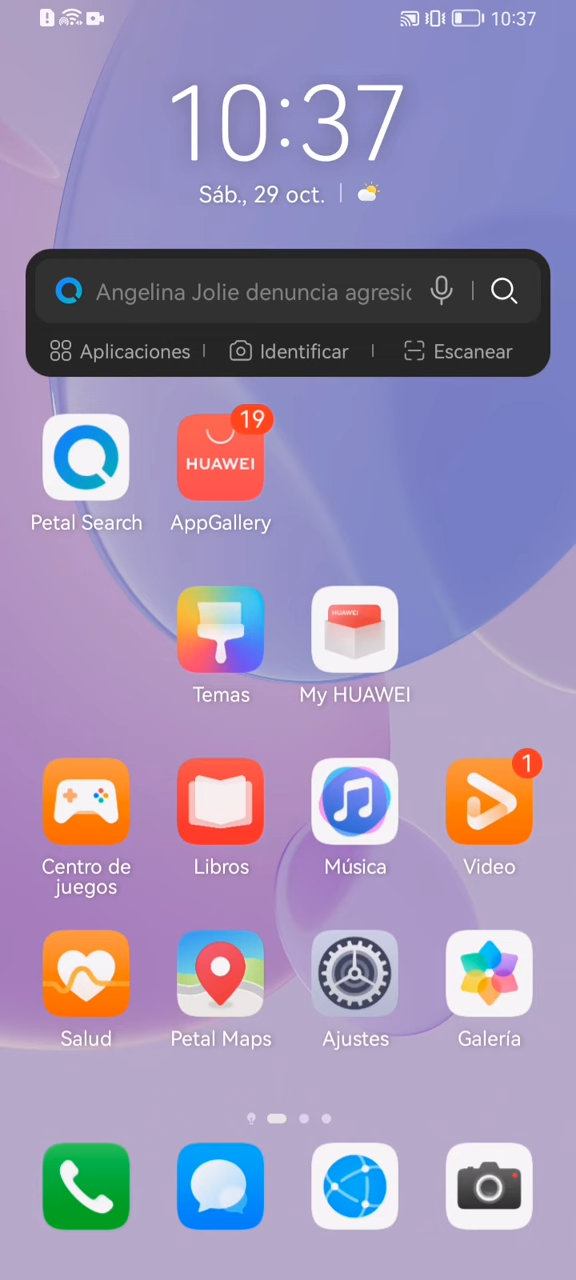 10:37
10:37
Sáb., 29 oct.
Angelina Jolie denuncia agresic
Aplicaciones
Identificar
Escanear
19
HUAWEI
Petal Search
AppGallery
HUAWEI
Temas
My HUAWEI
1
Centro de
juegos
Libros
Música
Video
Salud
Petal Maps
Ajustes
Galería